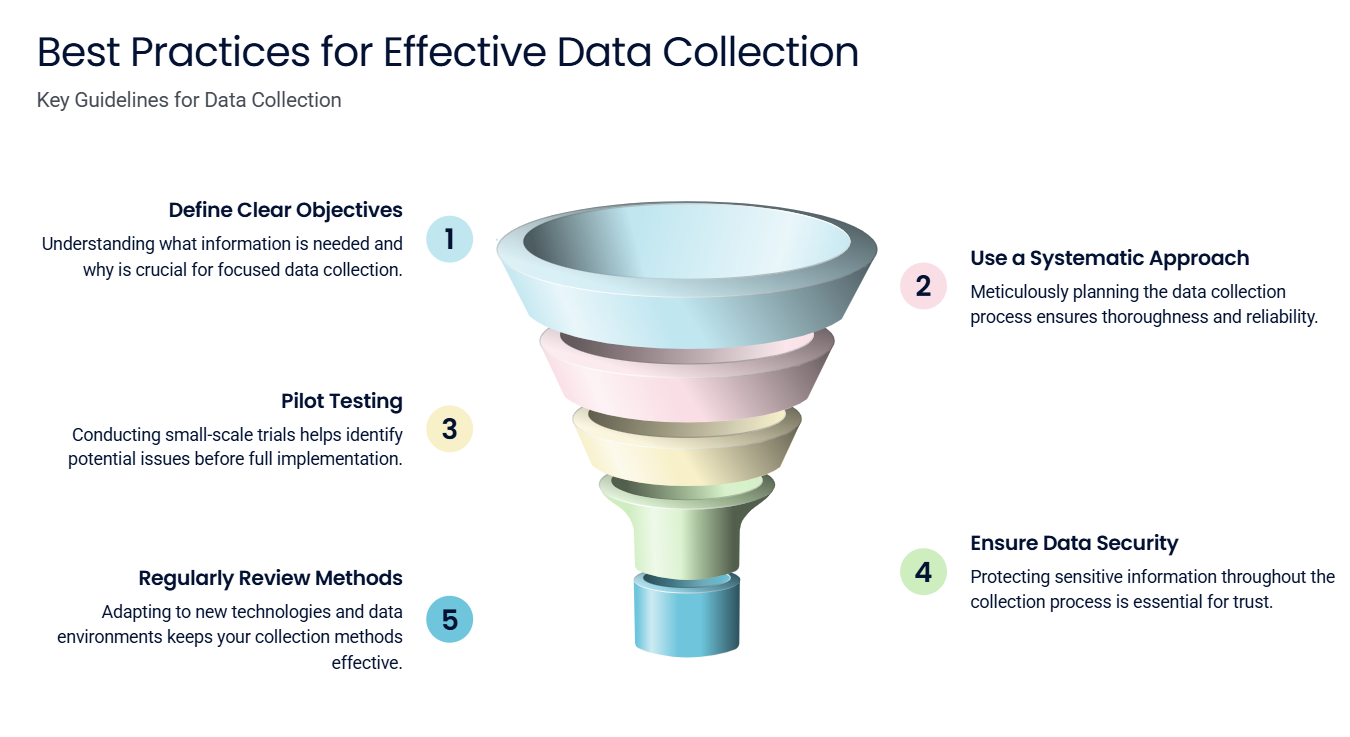 Best Practices for Effective Data Collection
Key Guidelines for Data Collection
Define Clear Objectives
1
Understanding what information is needed and
why is crucial for focused data collection.
Use a Systematic Approach
2
Meticulously planning the data collection
process ensures thoroughness and reliability.
Pilot Testing
3
Conducting small-scale trials helps identify
potential issues before full implementation.
Ensure Data Security
4
Protecting sensitive information throughout the
collection process is essential for trust.
Regularly Review Methods
5
Adapting to new technologies and data
environments keeps your collection methods
effective.